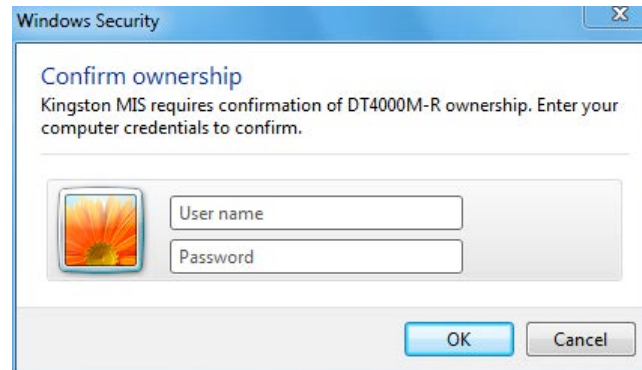 Windows Security
X
Confirm ownership
Kingston MIS requires confirmation of DT4000M-R ownership. Enter your
computer credentials to confirm.
User name
Password
OK
Cancel